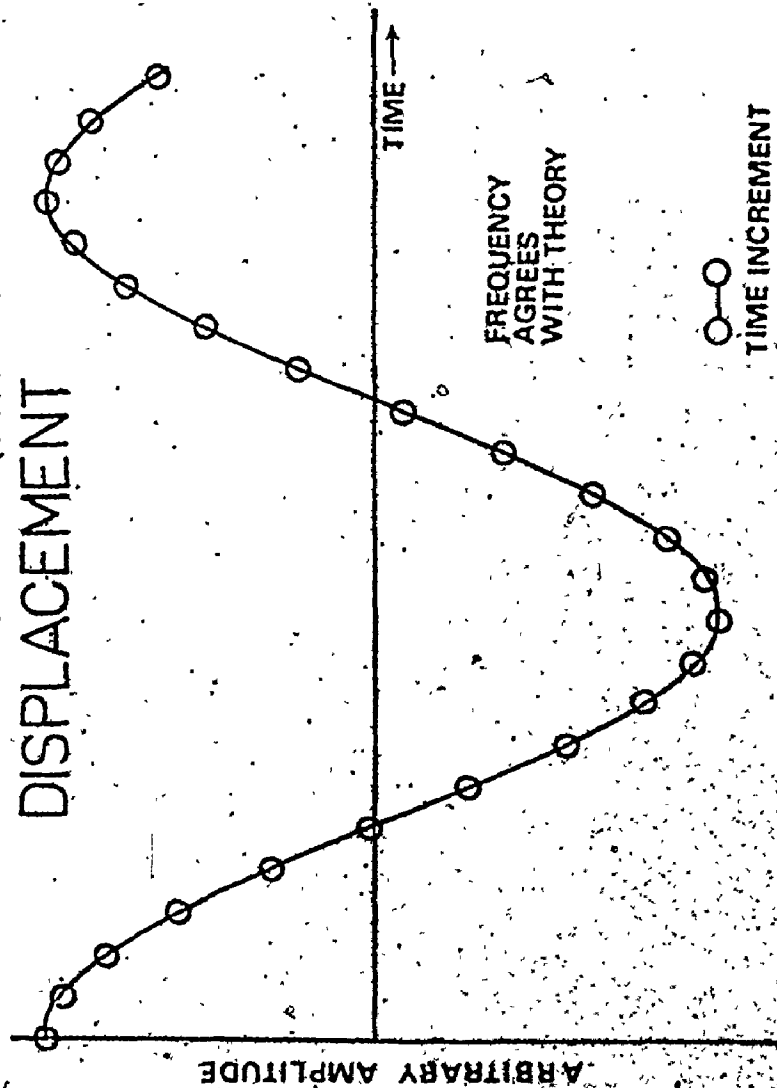 DISPLACEMENT
ARBITRARY AMPLITUDE
TIME
FREQUENCY
AGREES
WITH THEORY
TIME INCREMENT